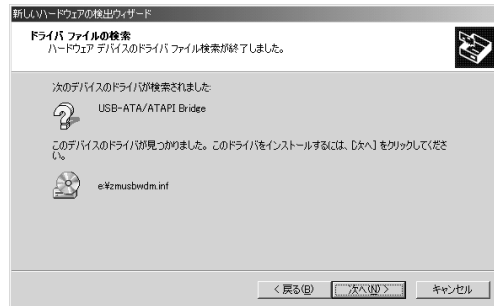 新しいハードウェアの検出ウィザード
ドライバ ファイルの検索
ハードウェア デバイスのドライバ ファイル検索が終了しました。
次のデバイスのドライバが検索されました:
USB-ATA/ATAPI Bridge
このデバイスのドライバが見つかりました。このドライバをインストールするには、[次へ] をクリックしてくださ
い。
e:¥zmusbwdm.inf
< 戻る(B)
次へ(N) >
キャンセル